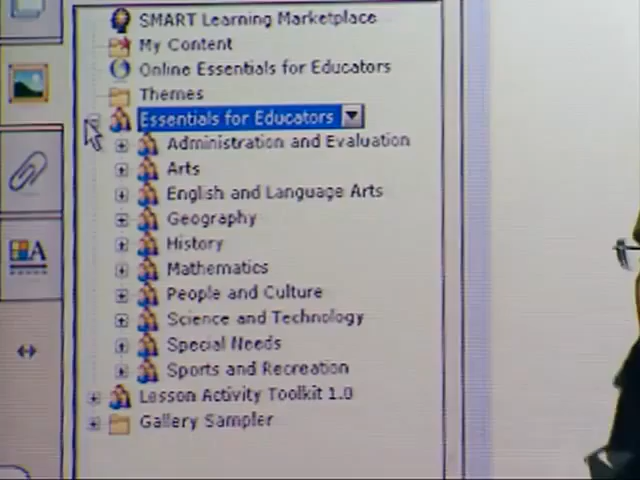 SMART Learning Marketplace
My Content
Online Essentials for Educators
Themes
Essentials for Educators
Administration and Evaluation
Arts
English and Language Arts
Geography
History
Mathematics
People and Culture
Science and Technology
Special Needs
Sports and Recreation
Lesson Activity Toolkit 1.0
Gallery Sampler
A